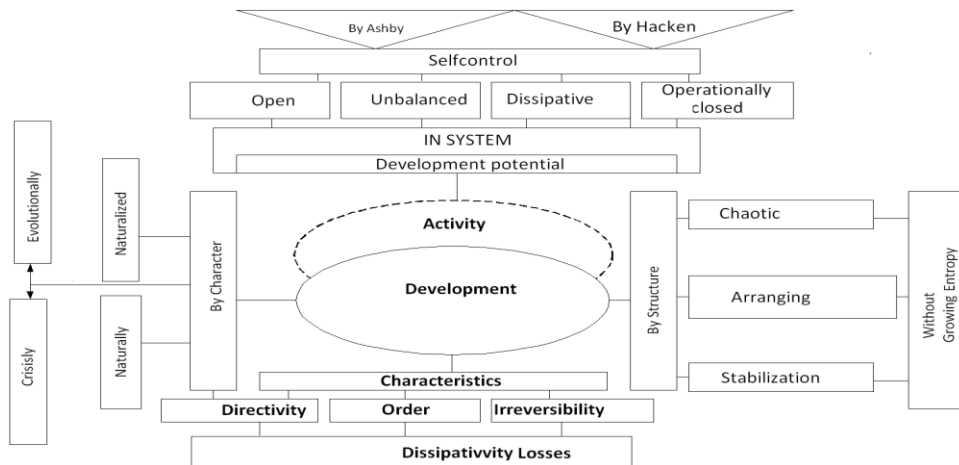 By Ashby
By Hacken
Selfcontrol
Open
Unbalanced
Dissipative
Operationally
closed
IN SYSTEM
Development potential
Evolutionally
Crisisly
Naturalized
Naturally
By Character
Activity
Development
By Structure
Chaotic
Arranging
Stabilization
Without
Growing Entropy
Characteristics
Directivity
Order
Irreversibility
Dissipativvity Losses